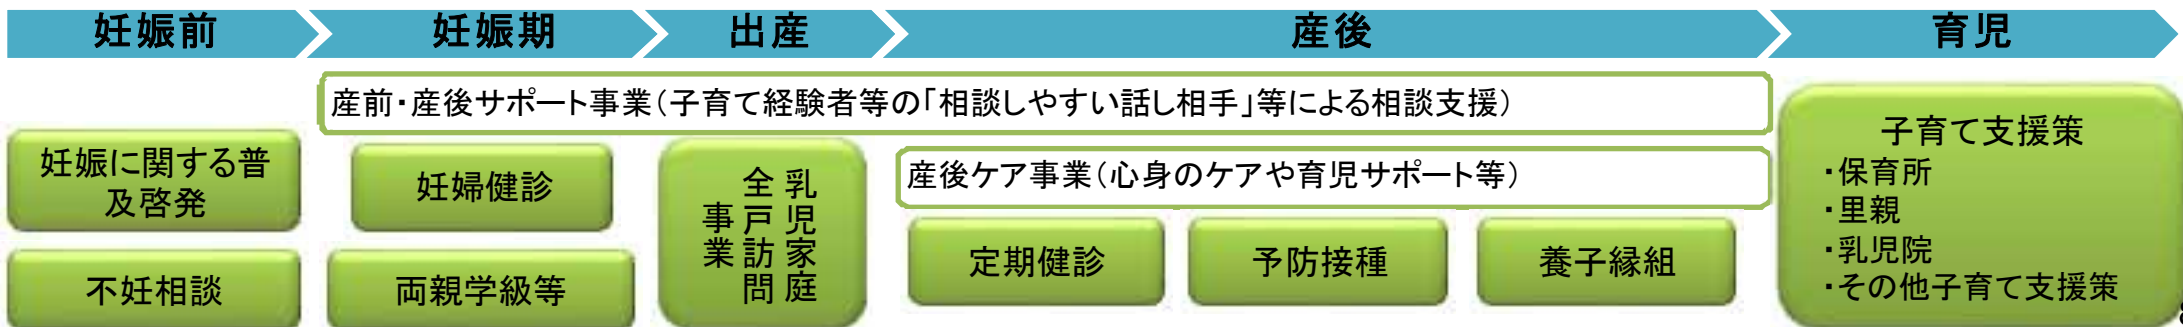 妊娠前
妊娠期
出産
産後
育児
産前・産後サポート事業(子育て経験者等の「相談しやすい話し相手」等による相談支援)
妊娠に関する普
及啓発
不妊相談
妊婦健診
両親学級等
乳児家庭
全戸訪問
事業
産後ケア事業(心身のケアや育児サポート等)
定期健診
予防接種
養子縁組
子育て支援策
・保育所
・里親
・乳児院
・その他子育て支援策